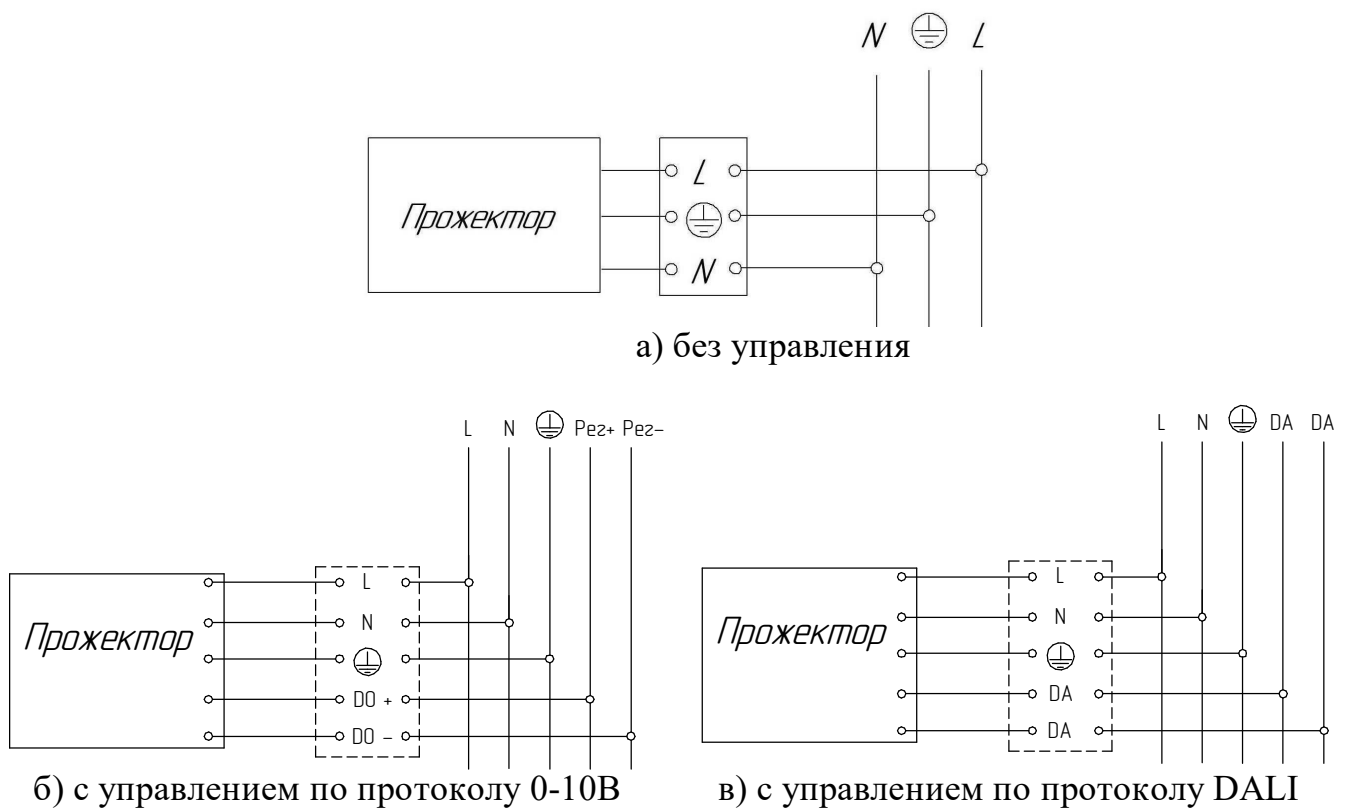 N L
Прожектор
L
N
а) без управления
L N Рег+ Рег–
Прожектор
L
N
DO +
DO –
б) с управлением по протоколу 0-10В
L N DA DA
Прожектор
L
N
DA
DA
в) с управлением по протоколу DALI